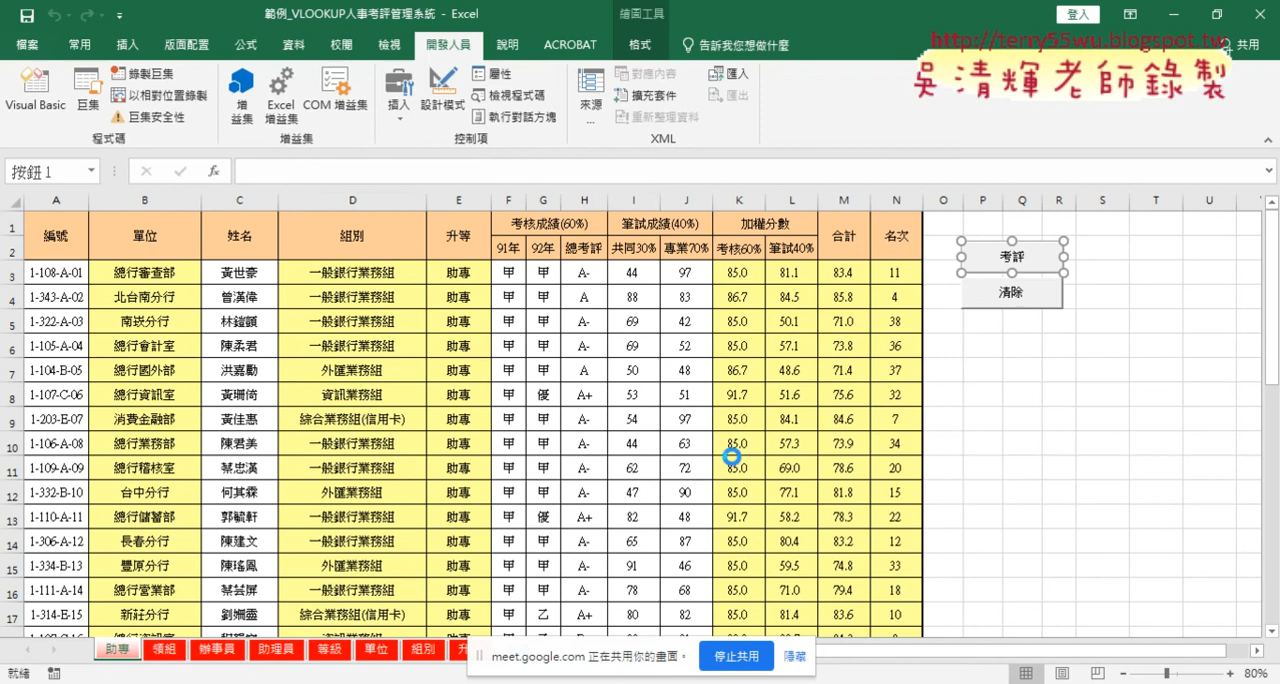 範例_VLOOKUP人事考評管理系統 - Excel
繪圖工具
登入
檔案 常用 插入 版面配置 公式 資料 校閱 檢視 開發人員 說明 ACROBAT 格式 告訴我您想做什麼 共用
http://terry55wu.blogspot.tw
吳清輝老師錄製
Visual Basic 巨集 錄製巨集 以相對位置錄製 巨集安全性 程式碼
增益集 Excel 增益集 COM 增益集 增益集
插入 設計模式 屬性 檢視程式碼 執行對話方塊 控制項
來源... 對應內容 擴充套件 重新整理資料 匯入 匯出 XML
按鈕 1 fx
A B C D E F G H I J K L M N O P Q R S T U
1 編號 單位 姓名 組別 升等 考核成績(60%) 筆試成績(40%) 加權分數 合計 名次
2 91年 92年 總考評 共同30% 專業70% 考核60% 筆試40%
考評
清除
3 1-108-A-01 總行審查部 黃世豪 一般銀行業務組 助專 甲 甲 A- 44 97 85.0 81.1 83.4 11
4 1-343-A-02 北台南分行 曾漢偉 一般銀行業務組 助專 甲 甲 A 88 83 86.7 84.5 85.8 4
5 1-322-A-03 南崁分行 林鎧顗 一般銀行業務組 助專 甲 甲 A- 69 42 85.0 50.1 71.0 38
6 1-105-A-04 總行會計室 陳柔君 一般銀行業務組 助專 甲 甲 A- 69 52 85.0 57.1 73.8 36
7 1-104-B-05 總行國外部 洪嘉勵 外匯業務組 助專 甲 甲 A 50 48 86.7 48.6 71.4 37
8 1-107-C-06 總行資訊室 黃珊倚 資訊業務組 助專 甲 優 A+ 53 51 91.7 51.6 75.6 32
9 1-203-E-07 消費金融部 黃佳惠 綜合業務組(信用卡) 助專 甲 甲 A- 54 97 85.0 84.1 84.6 7
10 1-106-A-08 總行業務部 陳君美 一般銀行業務組 助專 甲 甲 A- 44 63 85.0 57.3 73.9 34
11 1-109-A-09 總行稽核室 蔡忠漢 一般銀行業務組 助專 甲 甲 A- 62 72 85.0 69.0 78.6 20
12 1-332-B-10 台中分行 何其霖 外匯業務組 助專 甲 甲 A- 47 90 85.0 77.1 81.8 15
13 1-110-A-11 總行儲蓄部 郭毓軒 一般銀行業務組 助專 甲 優 A+ 82 48 91.7 58.2 78.3 22
14 1-306-A-12 長春分行 陳建文 一般銀行業務組 助專 甲 甲 A- 65 87 85.0 80.4 83.2 12
15 1-334-B-13 豐原分行 陳瑤鳳 外匯業務組 助專 甲 甲 A- 91 46 85.0 59.5 74.8 33
16 1-111-A-14 總行營業部 蔡芸屏 一般銀行業務組 助專 甲 甲 A- 78 68 85.0 71.0 79.4 18
17 1-314-E-15 新莊分行 劉姵靈 綜合業務組(信用卡) 助專 甲 乙 A+ 80 82 85.0 81.4 83.6 10
助專 領組 辦事員 助理員 等級 單位 組別
meet.google.com 正在共用你的畫面。 停止共用 隱藏
就緒 80%